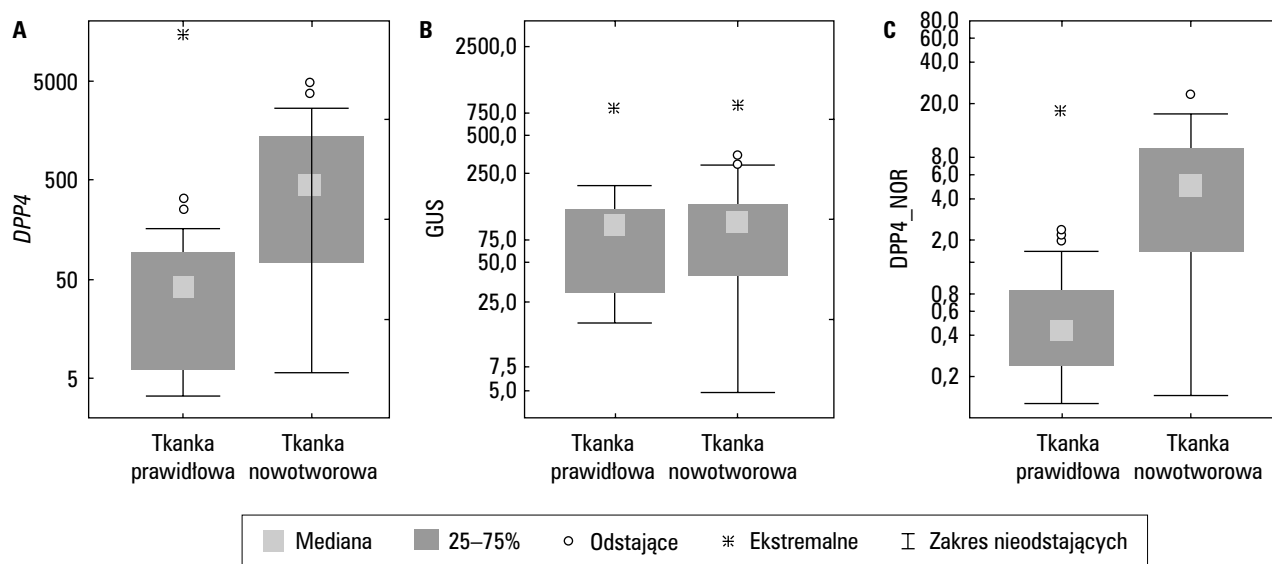 A
DPP4
5000
500
50
5
Tkanka
prawidłowa
Tkanka
nowotworowa
B
GUS
2500,0
750,0
500,0
250,0
75,0
50,0
25,0
7,5
5,0
Tkanka
prawidłowa
Tkanka
nowotworowa
C
DPP4_NOR
80,0
60,0
40,0
20,0
8,0
6,0
4,0
2,0
0,8
0,6
0,4
0,2
Tkanka
prawidłowa
Tkanka
nowotworowa
Mediana 25–75% Odstające Ekstremalne Zakres nieodstających